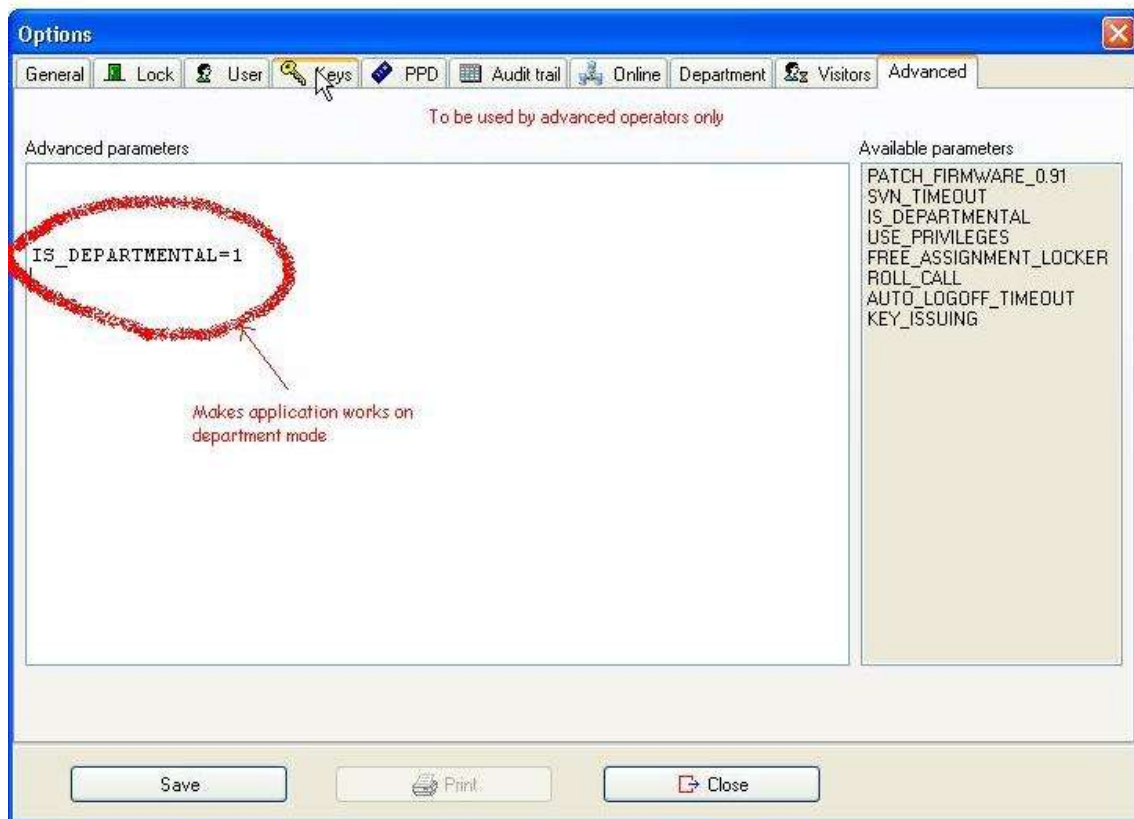 Options
General Lock User Keys PPD Audit trail Online Department Visitors Advanced
To be used by advanced operators only
Advanced parameters
IS_DEPARTMENTAL=1
Makes application works on
department mode
Available parameters
PATCH_FIRMWARE_0.91
SVN_TIMEOUT
IS_DEPARTMENTAL
USE_PRIVILEGES
FREE_ASSIGNMENT_LOCKER
ROLL_CALL
AUTO_LOGOFF_TIMEOUT
KEY_ISSUING
Save Print Close